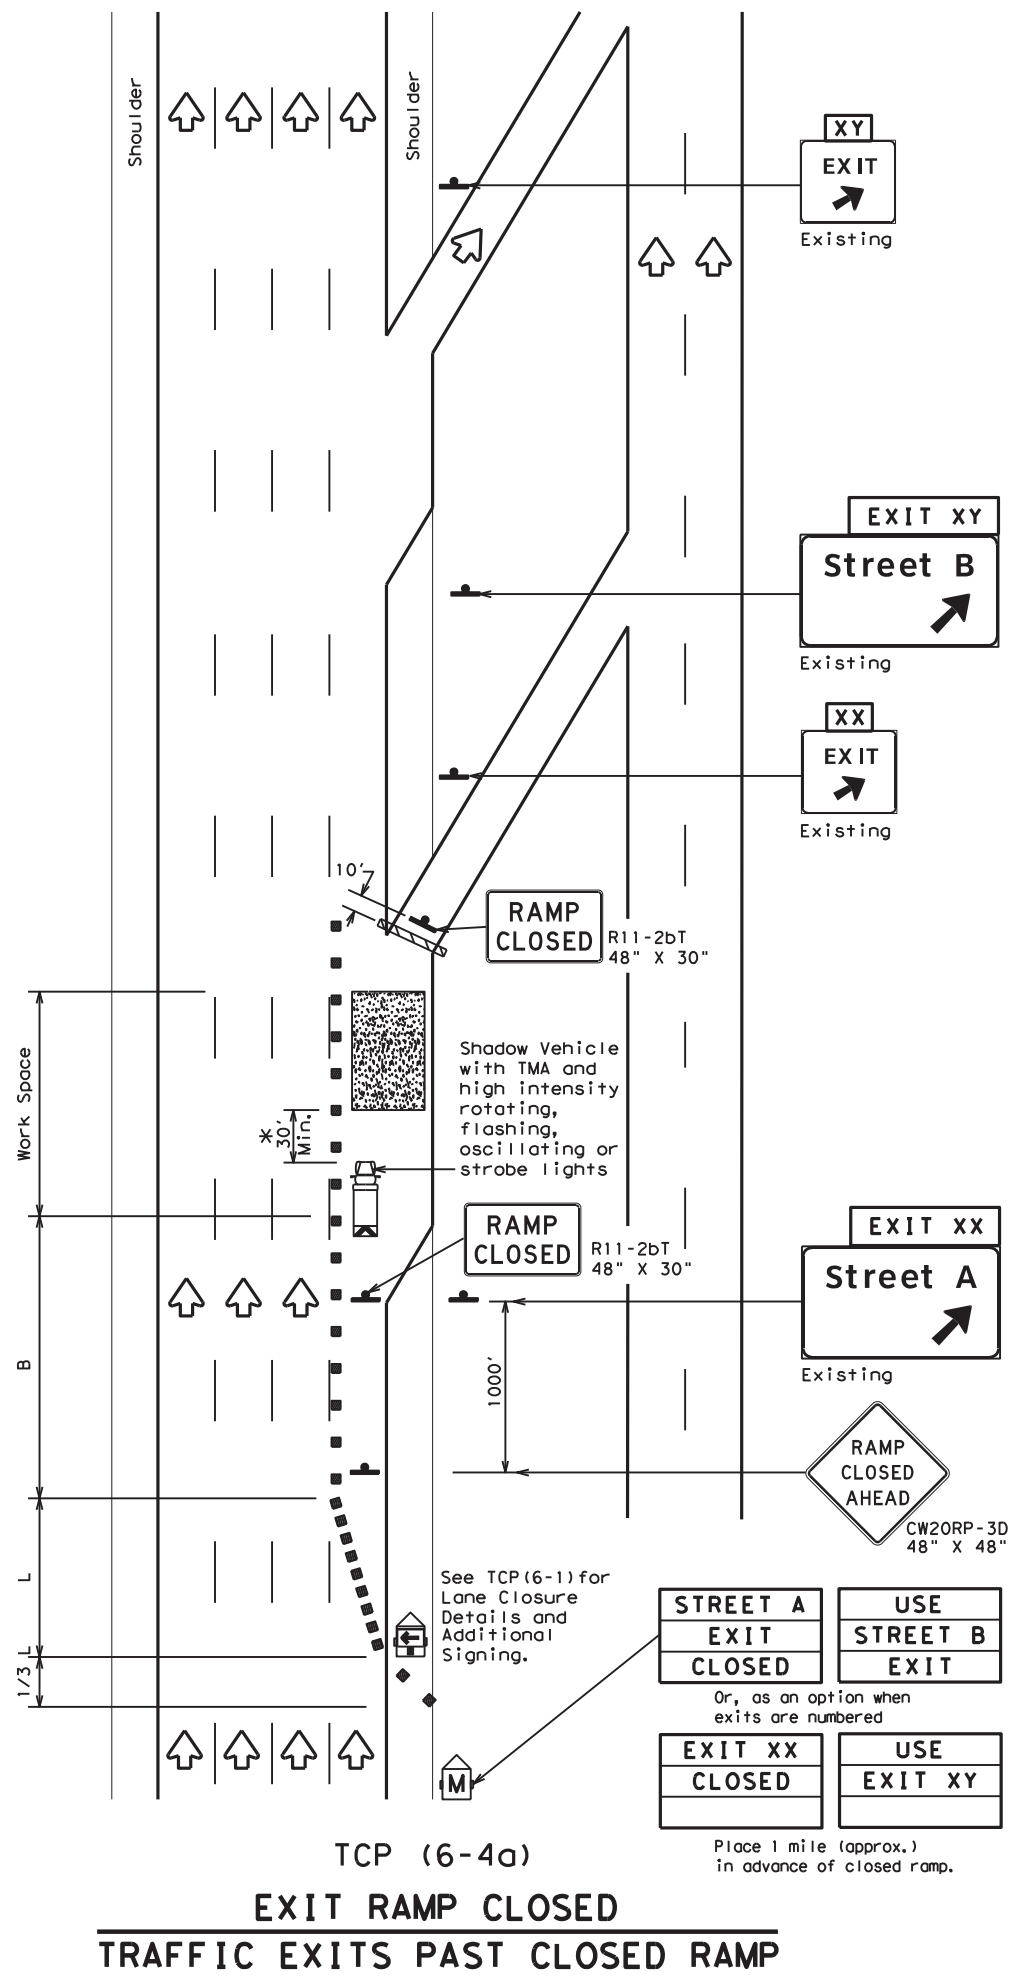 Shoulder
Shoulder
XY
EXIT
Existing
EXIT XY
Street B
Existing
XX
EXIT
Existing
10'
RAMP
CLOSED
R11-2bT
48" X 30"
Work Space
Shadow Vehicle
with TMA and
high intensity
rotating,
flashing,
oscillating or
strobe lights
*
30'
Min.
RAMP
CLOSED
R11-2bT
48" X 30"
EXIT XX
Street A
Existing
B
1000'
RAMP
CLOSED
AHEAD
CW20RP-3D
48" X 48"
L
See TCP(6-1)for
Lane Closure
Details and
Additional
Signing.
1/3 L
STREET A
EXIT
CLOSED
USE
STREET B
EXIT
Or, as an option when
exits are numbered
EXIT XX
CLOSED
USE
EXIT XY
M
Place 1 mile (approx.)
in advance of closed ramp.
TCP (6-4a)
EXIT RAMP CLOSED
TRAFFIC EXITS PAST CLOSED RAMP